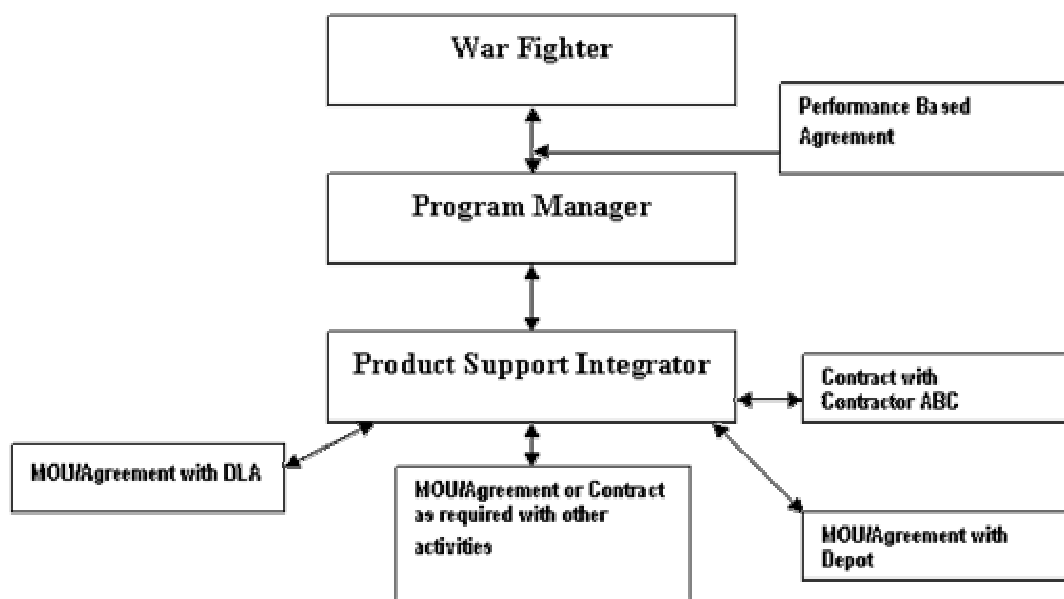 War Fighter
Performance Based
Agreement
Program Manager
Product Support Integrator
Contract with
Contractor ABC
MOU/Agreement with DLA
MOU/Agreement or Contract
as required with other
activities
MOU/Agreement with
Depot